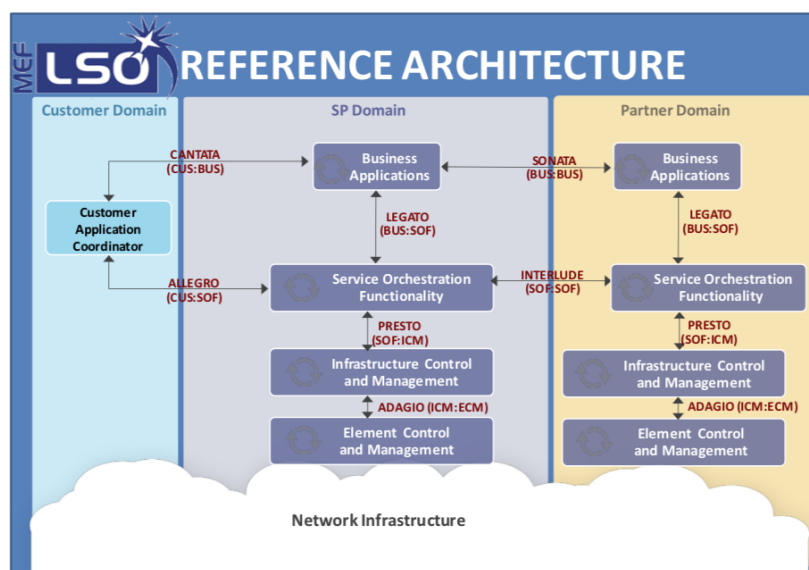 MEF
LSO
REFERENCE ARCHITECTURE
Customer Domain
SP Domain
Partner Domain
CANTATA
(CUS:BUS)
Business
Applications
SONATA
(BUS:BUS)
Business
Applications
Customer
Application
Coordinator
LEGATO
(BUS:SOF)
LEGATO
(BUS:SOF)
ALLEGRO
(CUS:SOF)
Service Orchestration
Functionality
INTERLUDE
(SOF:SOF)
Service Orchestration
Functionality
PRESTO
(SOF:ICM)
PRESTO
(SOF:ICM)
Infrastructure Control
and Management
Infrastructure Control
and Management
ADAGIO (ICM:ECM)
ADAGIO (ICM:ECM)
Element Control
and Management
Element Control
and Management
Network Infrastructure